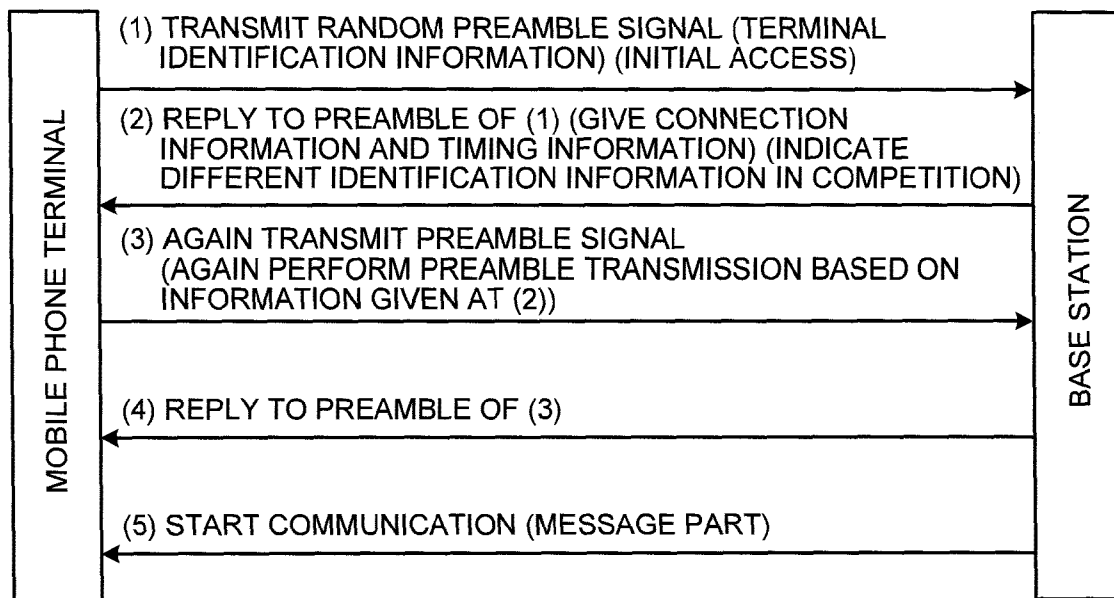 MOBILE PHONE TERMINAL
(1) TRANSMIT RANDOM PREAMBLE SIGNAL (TERMINAL
IDENTIFICATION INFORMATION) (INITIAL ACCESS)
(2) REPLY TO PREAMBLE OF (1) (GIVE CONNECTION
INFORMATION AND TIMING INFORMATION) (INDICATE
DIFFERENT IDENTIFICATION INFORMATION IN COMPETITION)
(3) AGAIN TRANSMIT PREAMBLE SIGNAL
(AGAIN PERFORM PREAMBLE TRANSMISSION BASED ON
INFORMATION GIVEN AT (2))
(4) REPLY TO PREAMBLE OF (3)
(5) START COMMUNICATION (MESSAGE PART)
BASE STATION